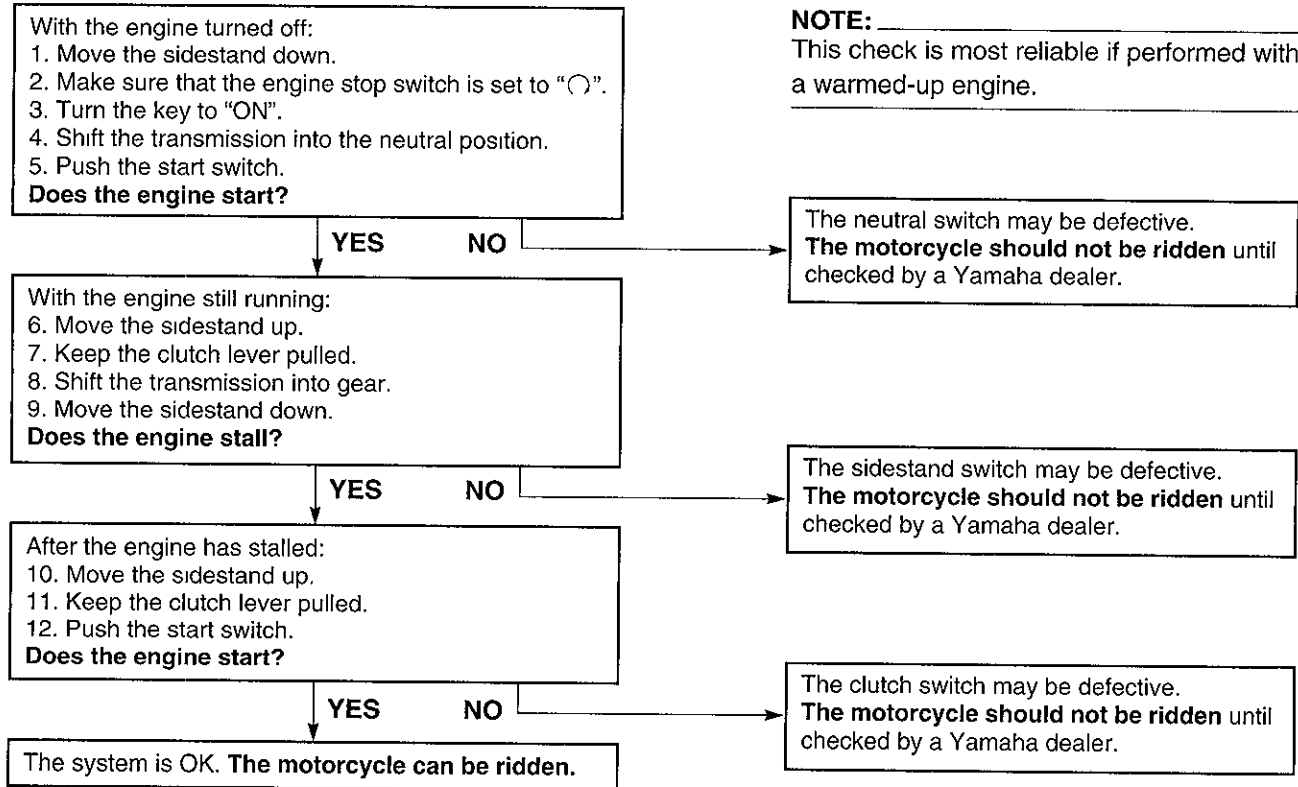 With the engine turned off:
1. Move the sidestand down.
2. Make sure that the engine stop switch is set to “○”.
3. Turn the key to “ON”.
4. Shift the transmission into the neutral position.
5. Push the start switch.
Does the engine start?
NOTE:
This check is most reliable if performed with
a warmed-up engine.
YES NO
The neutral switch may be defective.
The motorcycle should not be ridden until
checked by a Yamaha dealer.
With the engine still running:
6. Move the sidestand up.
7. Keep the clutch lever pulled.
8. Shift the transmission into gear.
9. Move the sidestand down.
Does the engine stall?
YES NO
The sidestand switch may be defective.
The motorcycle should not be ridden until
checked by a Yamaha dealer.
After the engine has stalled:
10. Move the sidestand up.
11. Keep the clutch lever pulled.
12. Push the start switch.
Does the engine start?
YES NO
The clutch switch may be defective.
The motorcycle should not be ridden until
checked by a Yamaha dealer.
The system is OK. The motorcycle can be ridden.